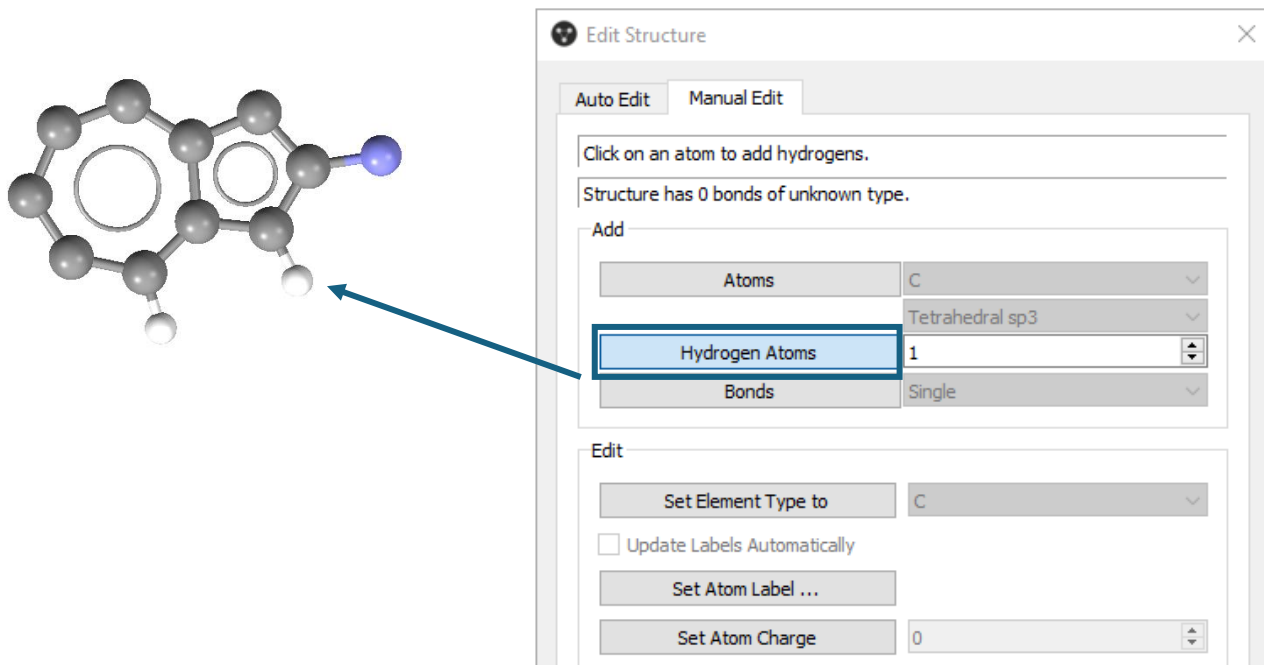 Edit Structure
Auto Edit
Manual Edit
Click on an atom to add hydrogens.
Structure has 0 bonds of unknown type.
Add
Atoms
C
Tetrahedral sp3
Hydrogen Atoms
1
Bonds
Single
Edit
Set Element Type to
C
Update Labels Automatically
Set Atom Label ...
Set Atom Charge
0